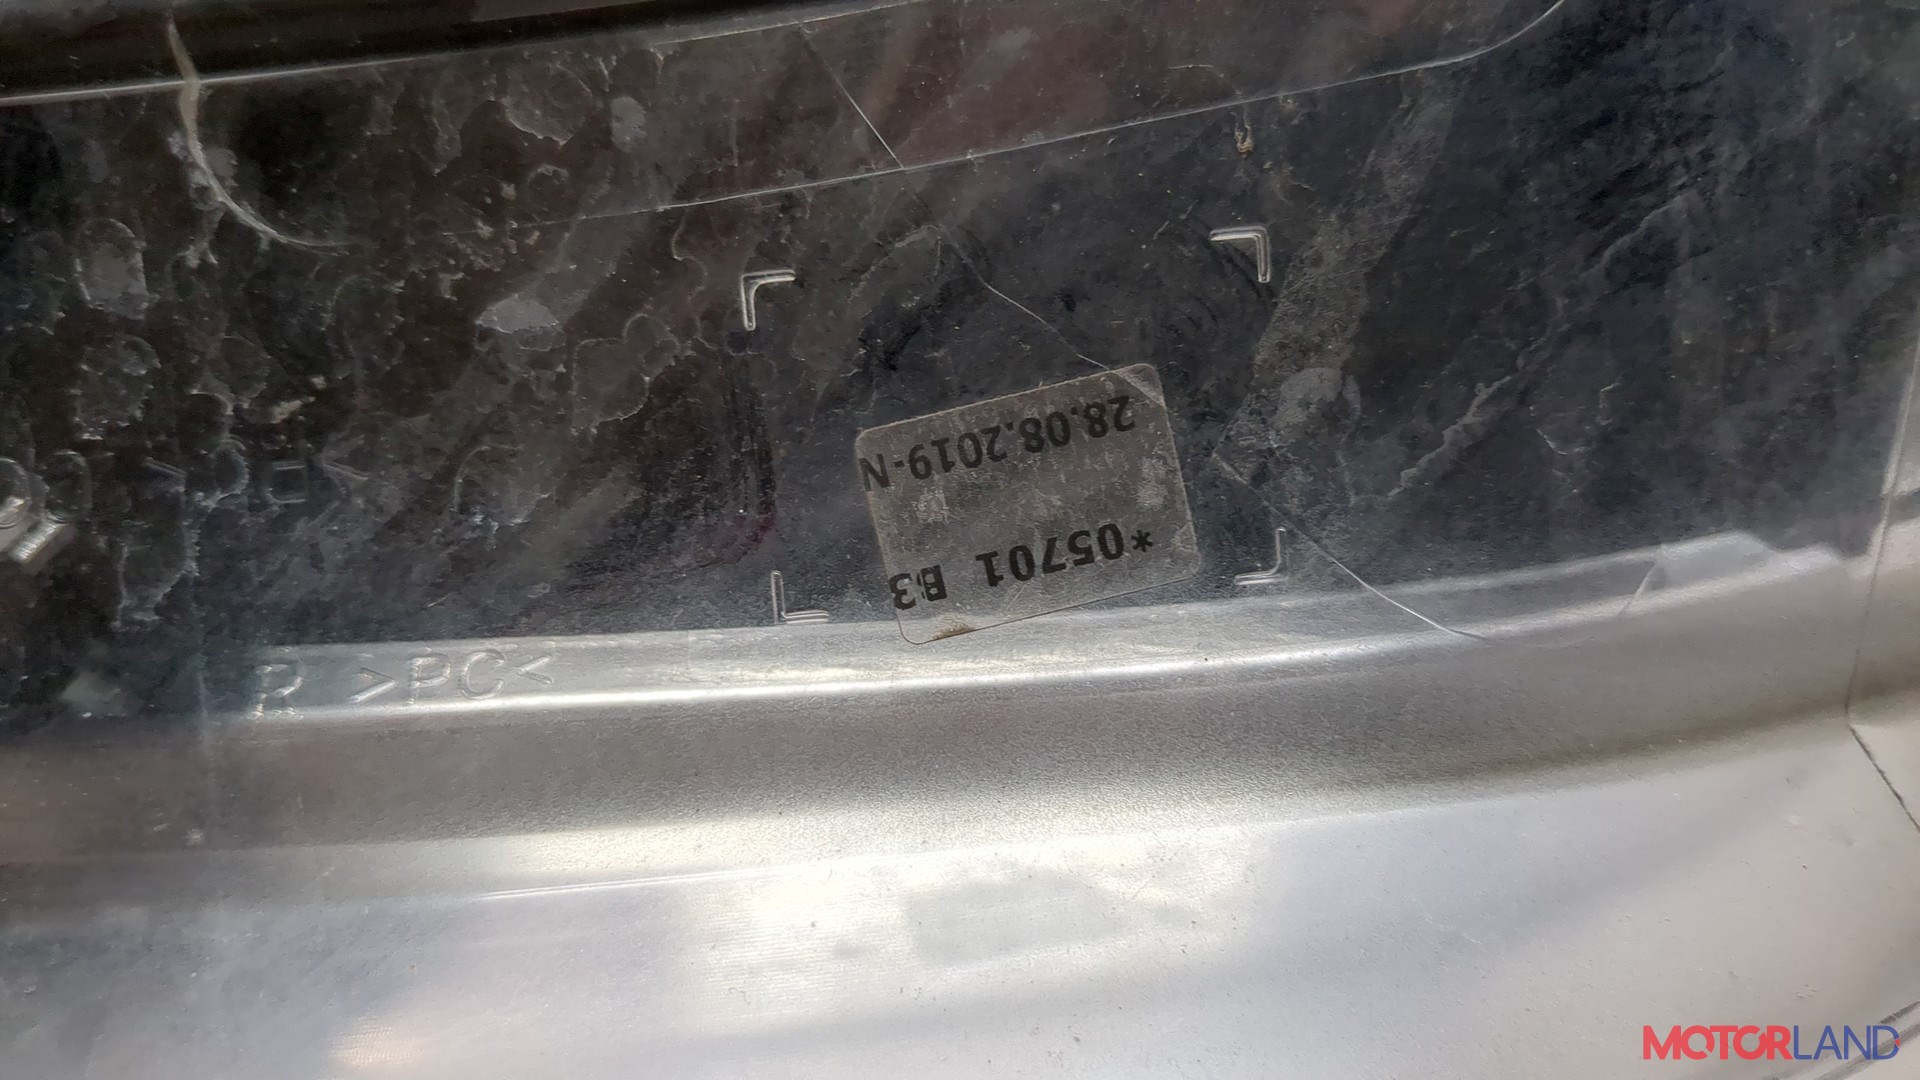 *05701 B3
28.08.2019-N
R >PC<
MOTORLAND